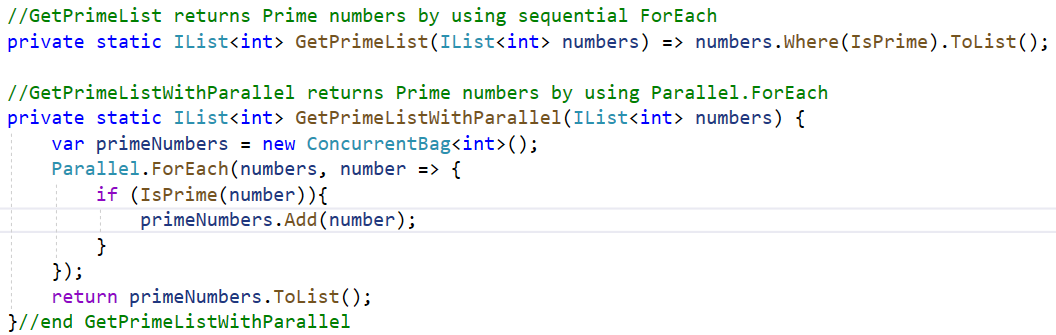 //GetPrimeList returns Prime numbers by using sequential ForEach
private static IList<int> GetPrimeList(IList<int> numbers) => numbers.Where(IsPrime).ToList();

//GetPrimeListWithParallel returns Prime numbers by using Parallel.ForEach
private static IList<int> GetPrimeListWithParallel(IList<int> numbers) {
    var primeNumbers = new ConcurrentBag<int>();
    Parallel.ForEach(numbers, number => {
        if (IsPrime(number)){
            primeNumbers.Add(number);
        }
    });
    return primeNumbers.ToList();
}//end GetPrimeListWithParallel